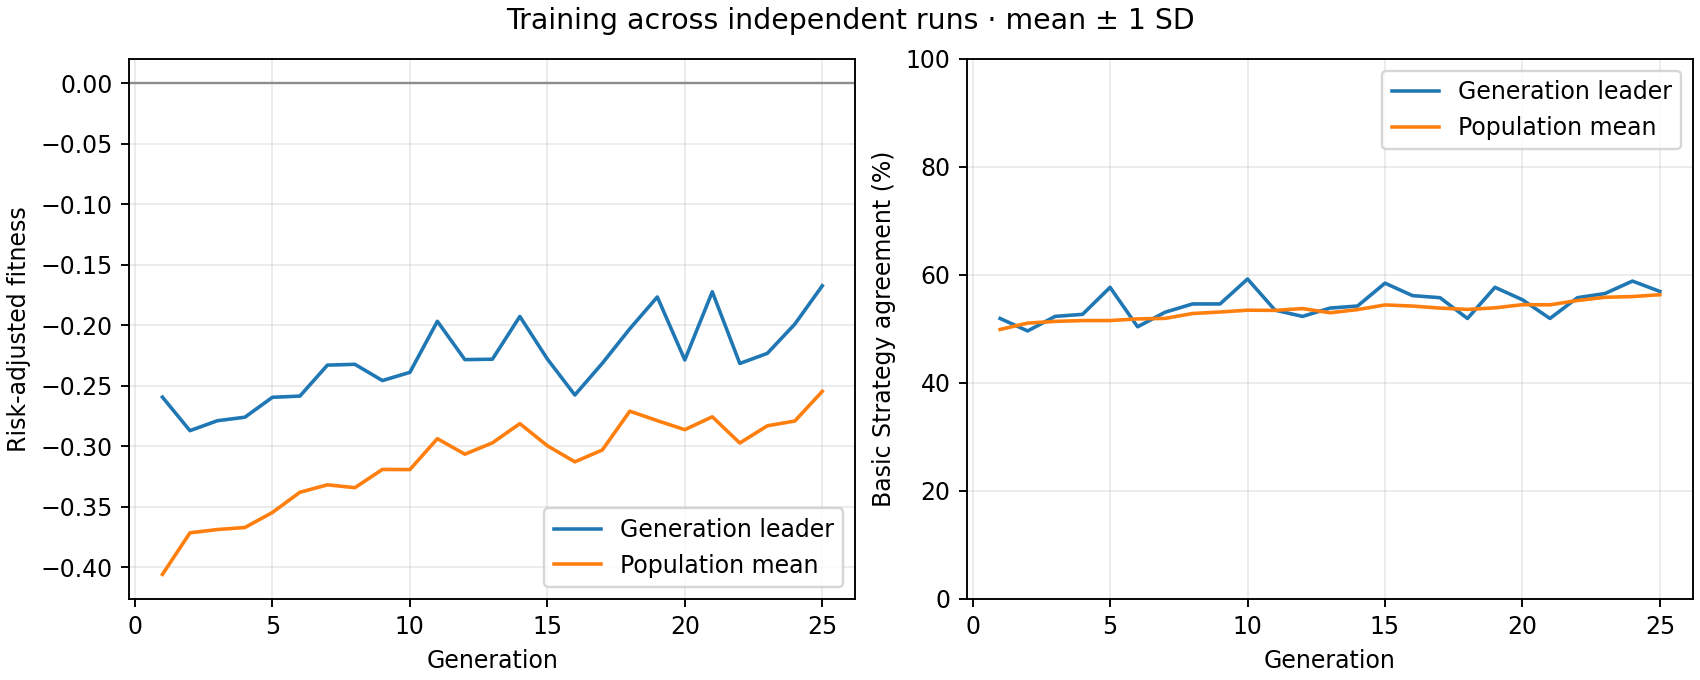 Training across independent runs · mean ± 1 SD
Risk-adjusted fitness
0.00
−0.05
−0.10
−0.15
−0.20
−0.25
−0.30
−0.35
−0.40
Generation leader
Population mean
0 5 10 15 20 25
Generation
Basic Strategy agreement (%)
100
80
60
40
20
0
Generation leader
Population mean
0 5 10 15 20 25
Generation